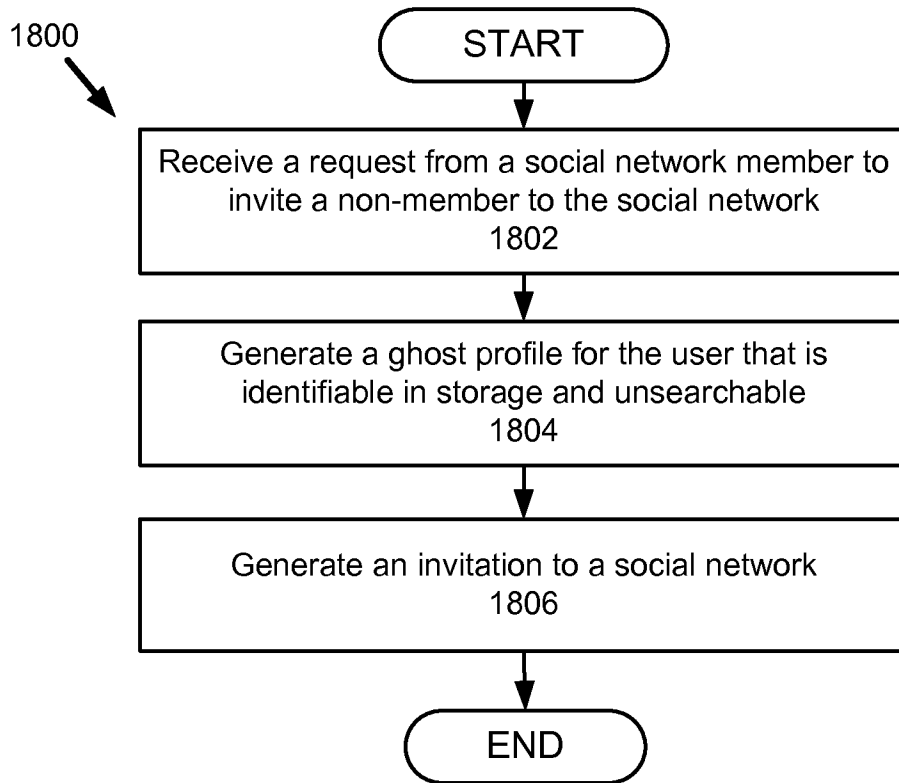 1800
START
Receive a request from a social network member to
invite a non-member to the social network
1802
Generate a ghost profile for the user that is
identifiable in storage and unsearchable
1804
Generate an invitation to a social network
1806
END